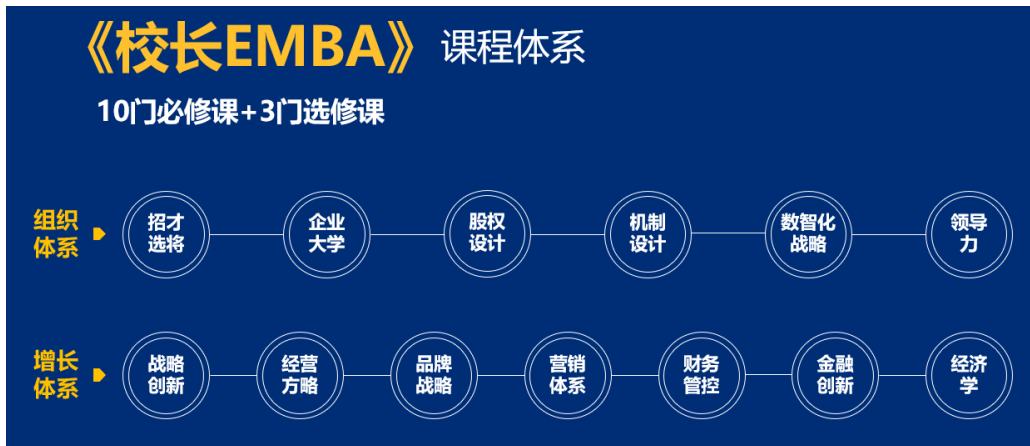 《校长EMBA》 课程体系
10门必修课+3门选修课
组织
体系
招才
选将
企业
大学
股权
设计
机制
设计
数智化
战略
领导
力
增长
体系
战略
创新
经营
方略
品牌
战略
营销
体系
财务
管控
金融
创新
经济
学